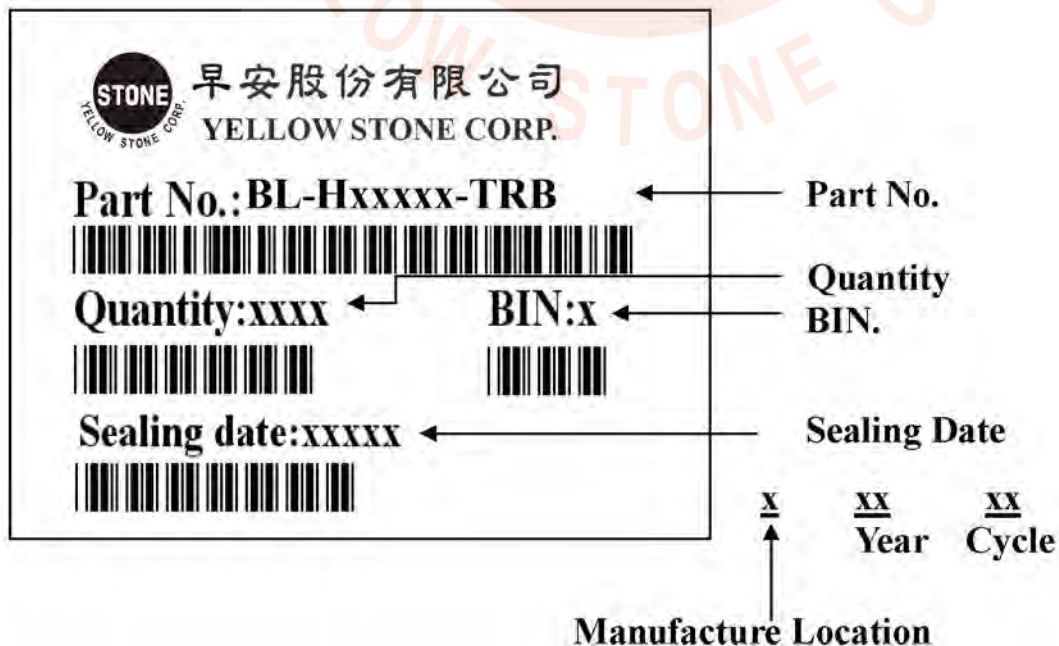 YELLOW STONE
STONE
YELLOW STONE CORP.
早安股份有限公司
YELLOW STONE CORP.
Part No.:BL-Hxxxxx-TRB
Part No.
Quantity:xxxx
BIN:x
Quantity
BIN.
Sealing date:xxxxx
Sealing Date
x xx xx
Year Cycle
Manufacture Location